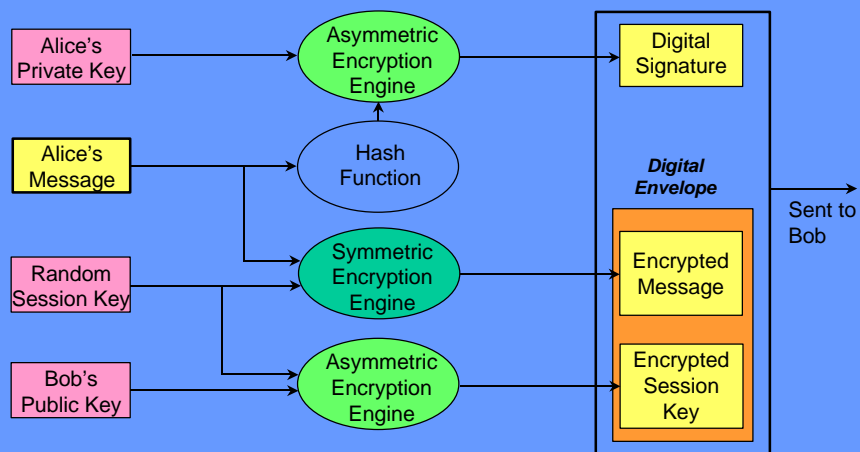 Alice's
Private Key
Asymmetric
Encryption
Engine
Digital
Signature
Alice's
Message
Hash
Function
Digital
Envelope
Sent to
Bob
Random
Session Key
Symmetric
Encryption
Engine
Encrypted
Message
Bob's
Public Key
Asymmetric
Encryption
Engine
Encrypted
Session
Key